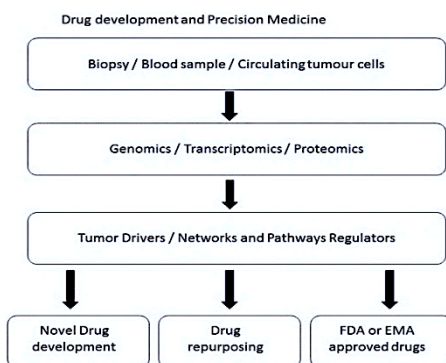 Drug development and Precision Medicine
Biopsy / Blood sample / Circulating tumour cells
Genomics / Transcriptomics / Proteomics
Tumor Drivers / Networks and Pathways Regulators
Novel Drug
development
Drug
repurposing
FDA or EMA
approved drugs